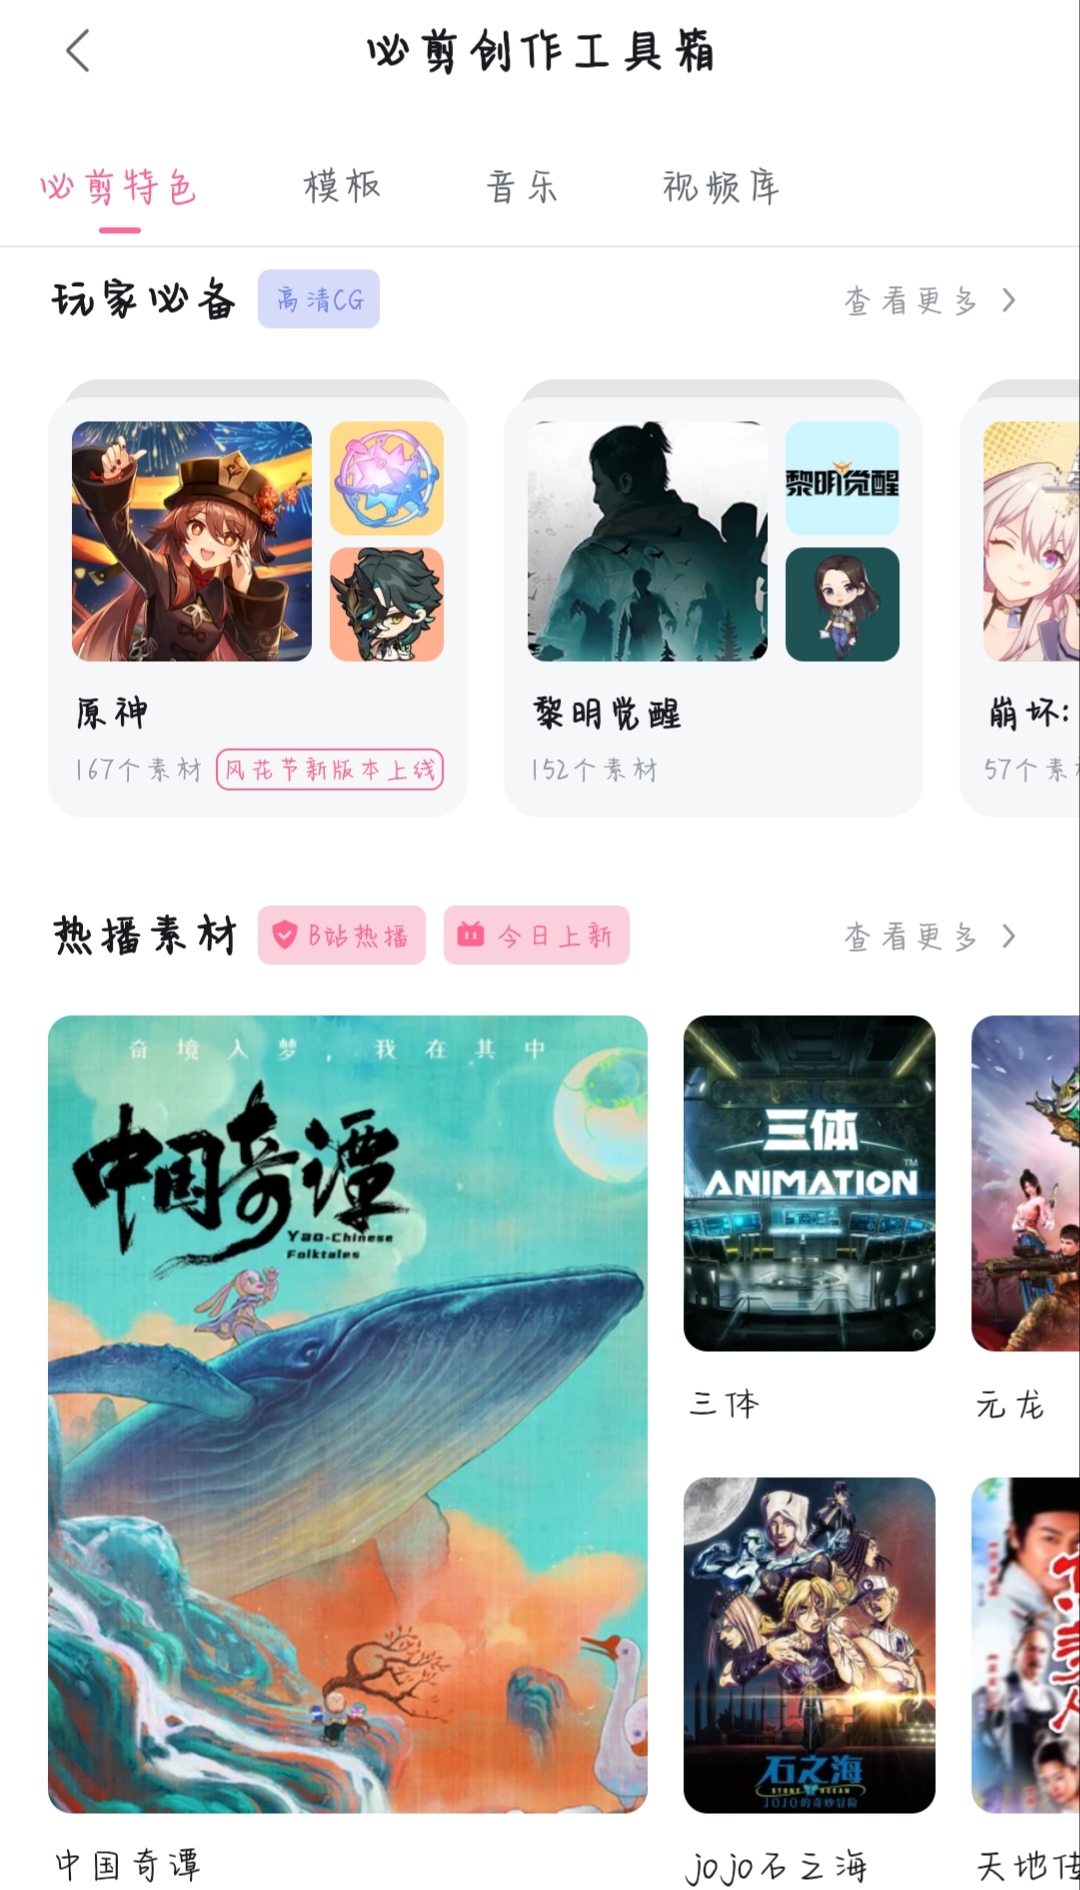 必剪创作工具箱
必剪特色 模板 音乐 视频库
玩家必备 高清CG 查看更多
黎明觉醒
原神 黎明觉醒 崩坏:
167个素材 风花节新版本上线 152个素材 57个素
热播素材 B站热播 今日上新 查看更多
奇境入梦，我在其中
中国奇谭
Yao-Chinese
Folktales
三体
ANIMATION™
三体 元龙
石之海
STONE OCEAN
JOJO的奇妙冒险
中国奇谭 jojo石之海 天地传